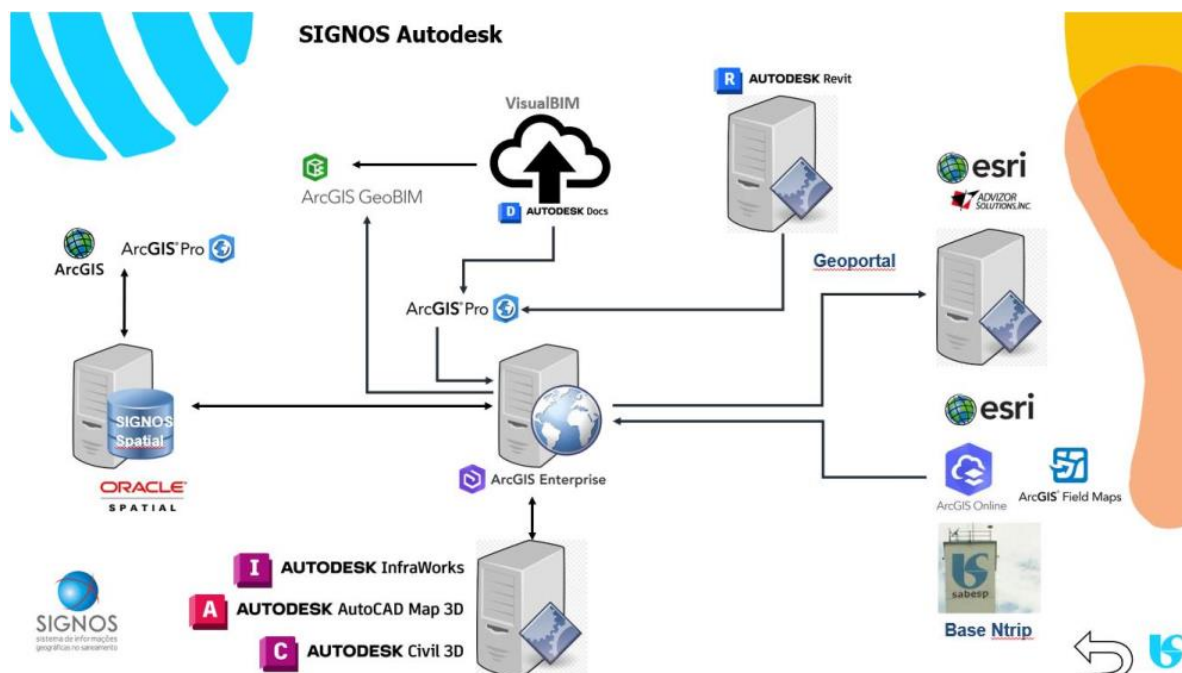 SIGNOS Autodesk
R AUTODESK Revit
VisualBIM
D AUTODESK Docs
ArcGIS GeoBIM
esri
ADVIZOR
SOLUTIONS, INC.
ArcGIS
ArcGIS® Pro
Geoportal
ArcGIS® Pro
SIGNOS
Spatial
ORACLE®
SPATIAL
ArcGIS Enterprise
esri
ArcGIS Online
ArcGIS® Field Maps
sabesp
Base Ntrip
I AUTODESK InfraWorks
A AUTODESK AutoCAD Map 3D
C AUTODESK Civil 3D
SIGNOS
sistema de informações
geográficas no saneamento